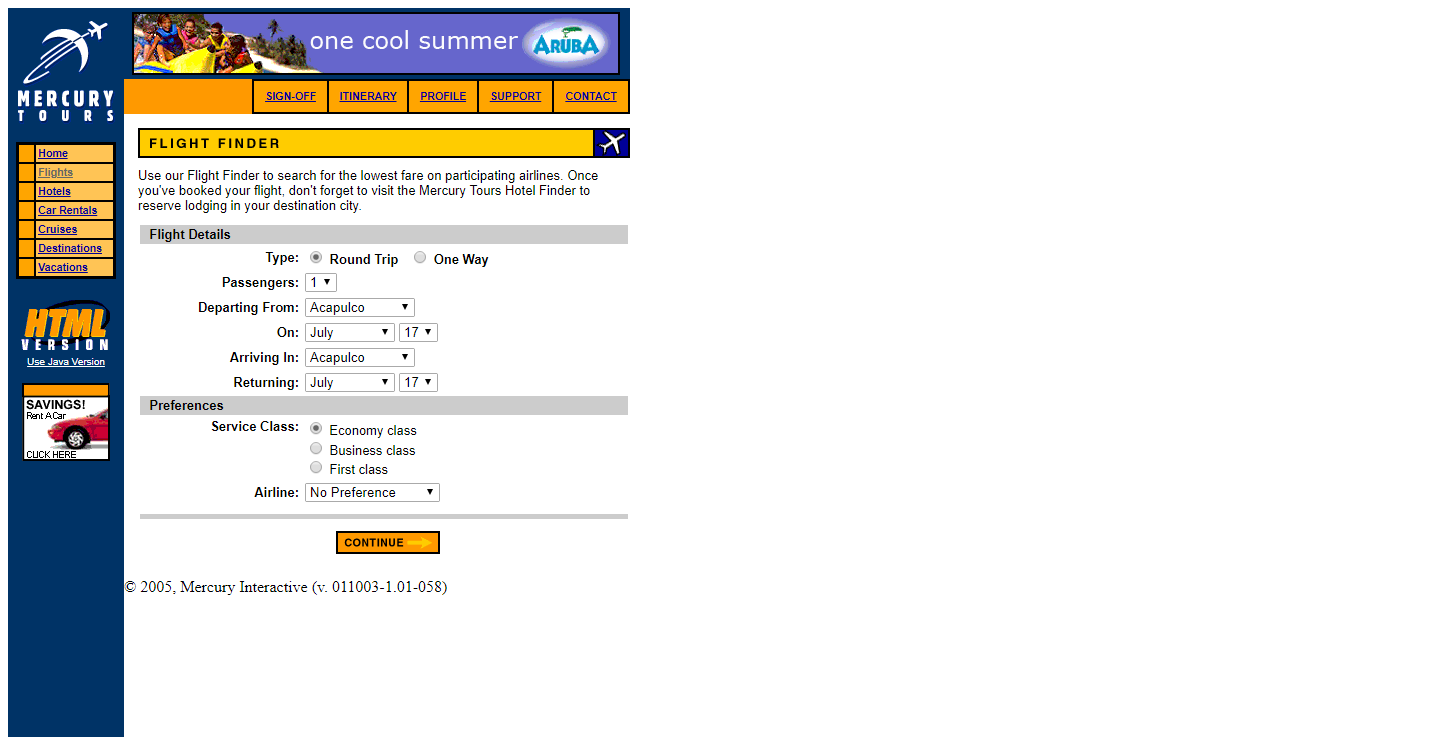 MERCURY
TOURS
one cool summer
ARUBA
SIGN-OFF
ITINERARY
PROFILE
SUPPORT
CONTACT
Home
Flights
Hotels
Car Rentals
Cruises
Destinations
Vacations
HTML
VERSION
Use Java Version
SAVINGS!
Rent A Car
CLICK HERE
FLIGHT FINDER
Use our Flight Finder to search for the lowest fare on participating airlines. Once
you've booked your flight, don't forget to visit the Mercury Tours Hotel Finder to
reserve lodging in your destination city.
Flight Details
Type: Round Trip One Way
Passengers: 1
Departing From: Acapulco
On: July 17
Arriving In: Acapulco
Returning: July 17
Preferences
Service Class: Economy class
Business class
First class
Airline: No Preference
CONTINUE
© 2005, Mercury Interactive (v. 011003-1.01-058)